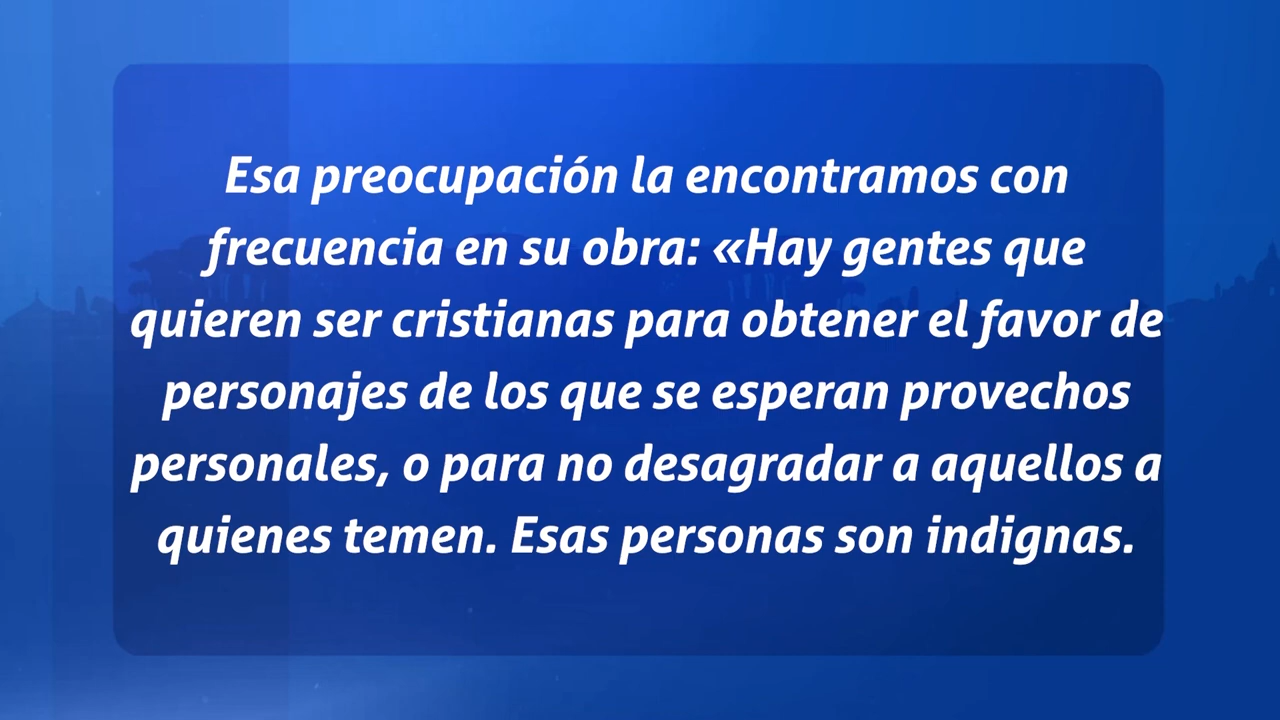 Esa preocupación la encontramos con
frecuencia en su obra: «Hay gentes que
quieren ser cristianas para obtener el favor de
personajes de los que se esperan provechos
personales, o para no desagradar a aquellos a
quienes temen. Esas personas son indignas.